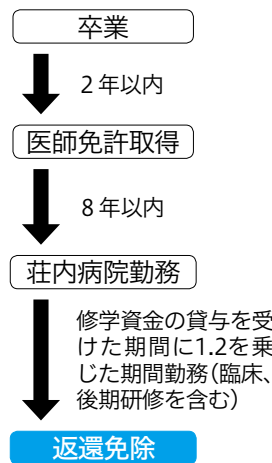 卒業
2年以内
医師免許取得
8年以内
荘内病院勤務
修学資金の貸与を受
けた期間に1.2を乗
じた期間勤務(臨床、
後期研修を含む)
返還免除